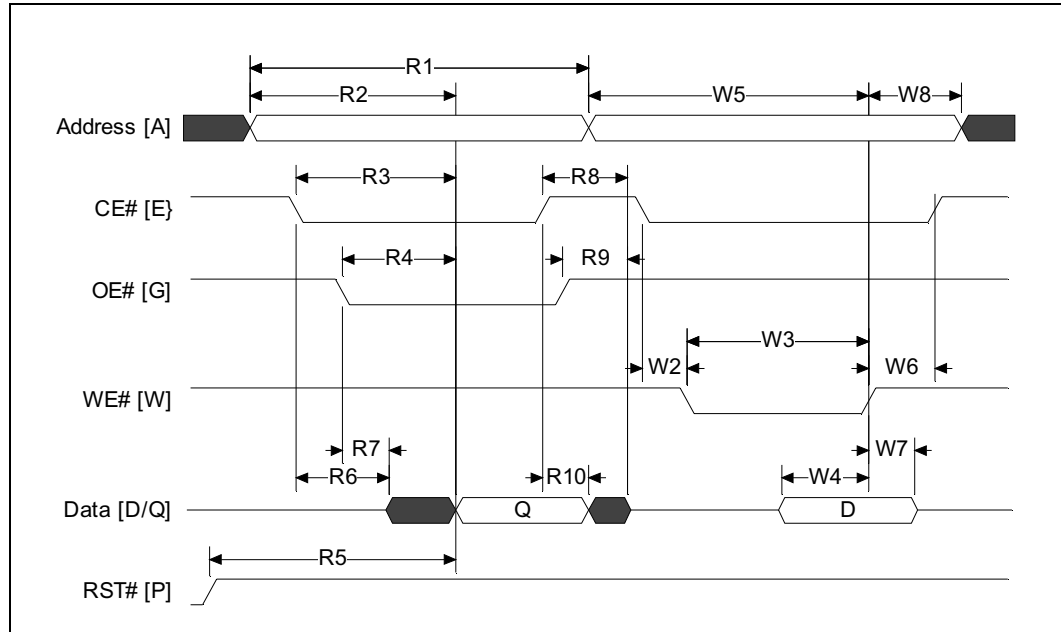 R1
R2
W5
W8
Address [A]
R3
R8
CE# [E}
R4
R9
OE# [G]
W3
W2
W6
WE# [W]
R7
W7
R6
R10
W4
Data [D/Q]
Q
D
R5
RST# [P]